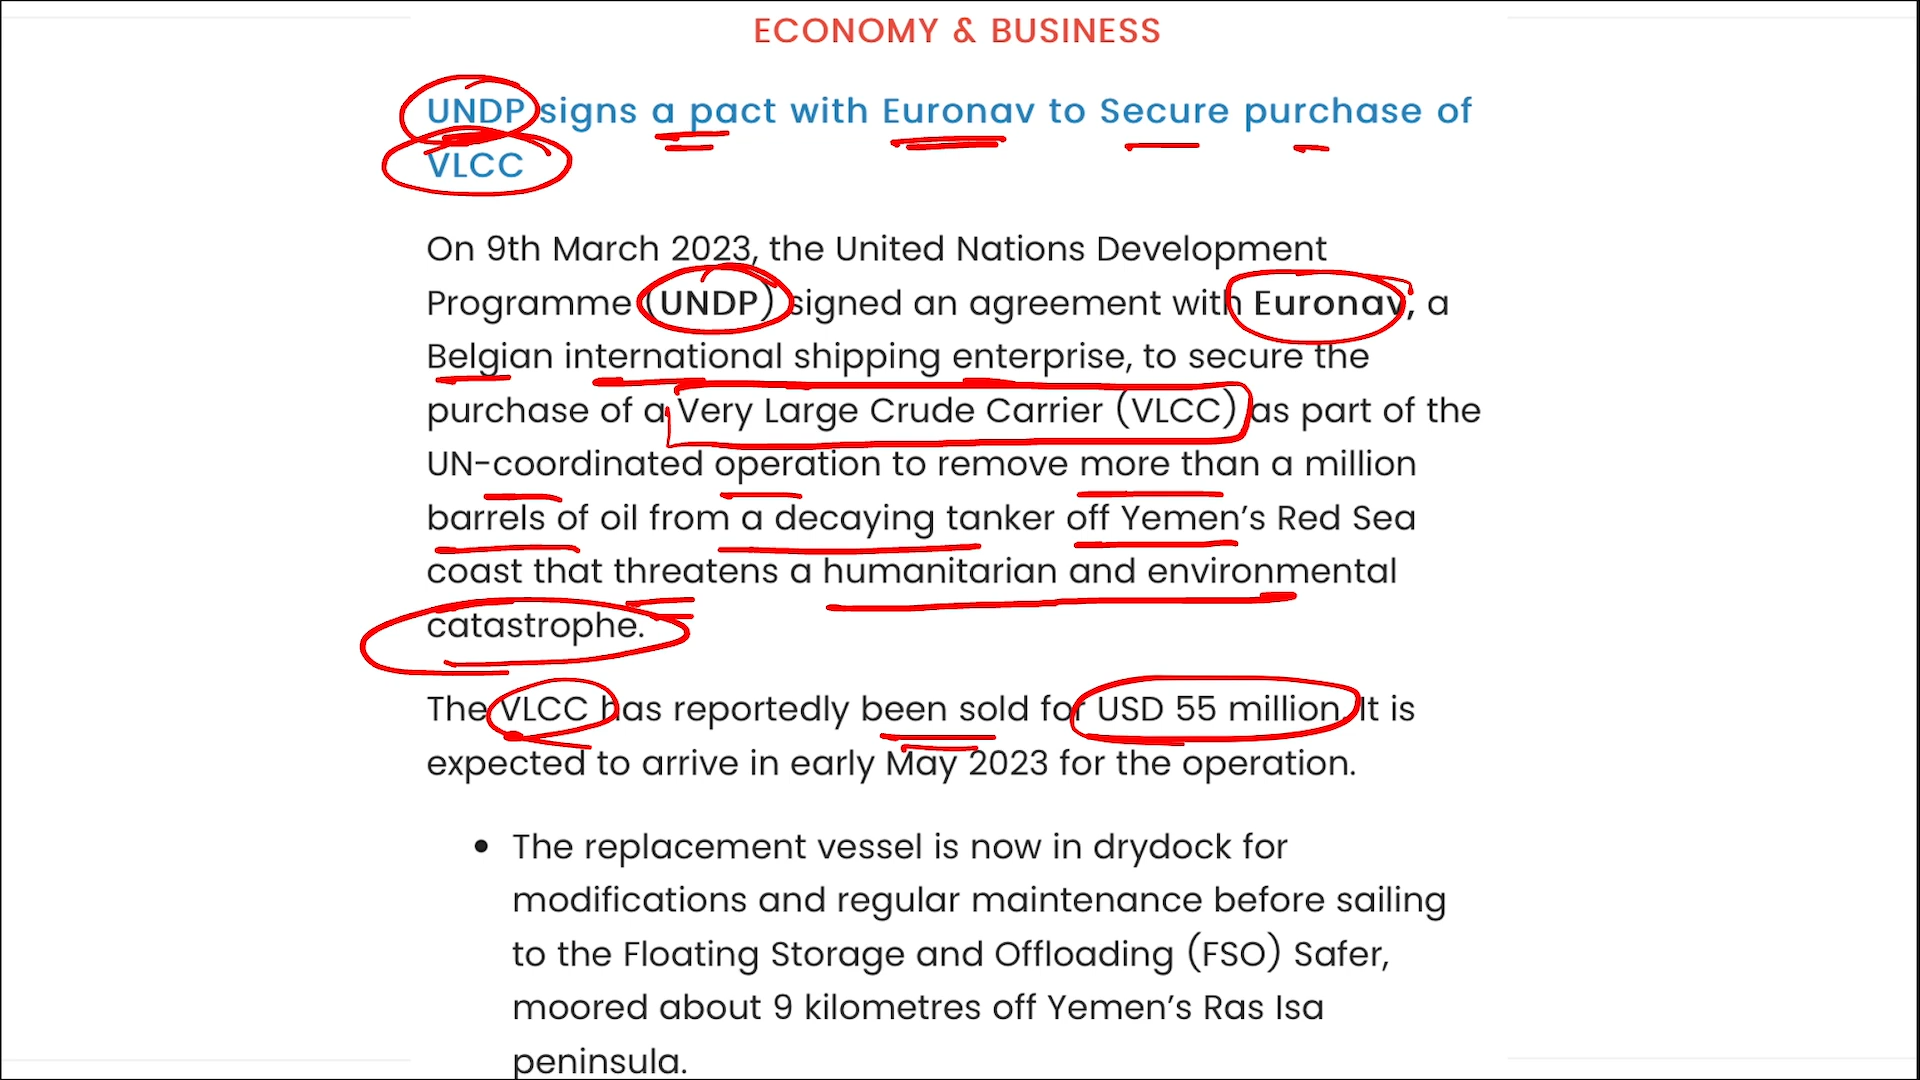 ECONOMY & BUSINESS
UNDP signs a pact with Euronav to Secure purchase of
VLCC
On 9th March 2023, the United Nations Development
Programme (UNDP) signed an agreement with Euronav, a
Belgian international shipping enterprise, to secure the
purchase of a Very Large Crude Carrier (VLCC) as part of the
UN-coordinated operation to remove more than a million
barrels of oil from a decaying tanker off Yemen’s Red Sea
coast that threatens a humanitarian and environmental
catastrophe.
The VLCC has reportedly been sold for USD 55 million. It is
expected to arrive in early May 2023 for the operation.
• The replacement vessel is now in drydock for
modifications and regular maintenance before sailing
to the Floating Storage and Offloading (FSO) Safer,
moored about 9 kilometres off Yemen’s Ras Isa
peninsula.